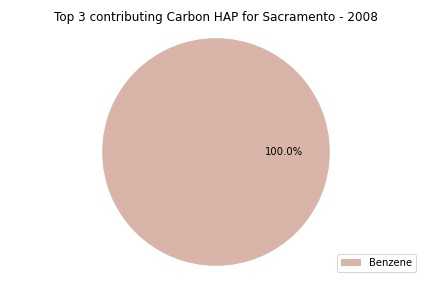 Top 3 contributing Carbon HAP for Sacramento - 2008
100.0%
Benzene